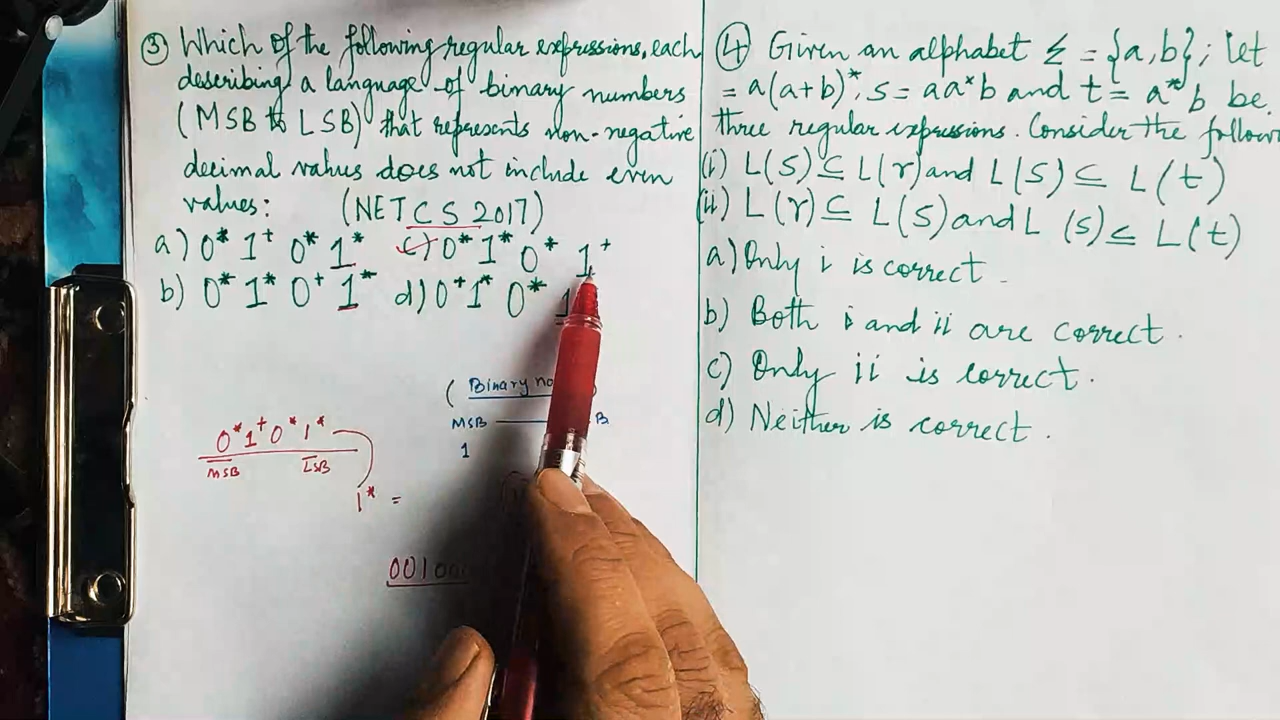 ③ Which of the following regular expressions, each
describing a language of binary numbers
(MSB to LSB) that represents non-negative
decimal values does not include even
values: (NET CS 2017)
a) 0* 1+ 0* 1* c) 0* 1* 0* 1+
b) 0* 1* 0+ 1* d) 0+ 1* 0* 1
(Binary no
MSB B
1
0* 1+ 0* 1*
MSB LSB
1* =
00100
④ Given an alphabet Σ = {a,b}; let
= a(a+b)*; s = aa*b and t = a*b be
three regular expressions. Consider the
(i) L(S) ⊆ L(r) and L(S) ⊆ L(t)
(ii) L(r) ⊆ L(S) and L (s) ⊆ L(t)
a) Only i is correct.
b) Both i and ii are correct.
c) Only ii is correct.
d) Neither is correct.